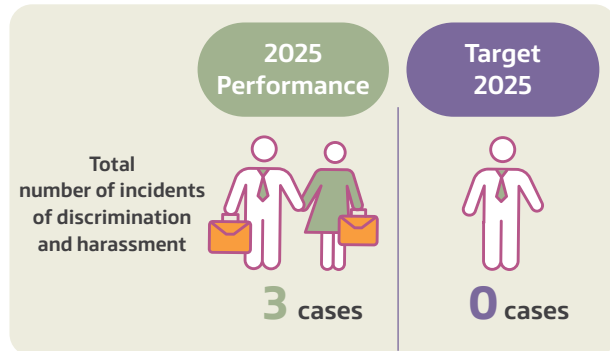 2025
Performance
Target
2025
Total
number of incidents
of discrimination
and harassment
3 cases
0 cases